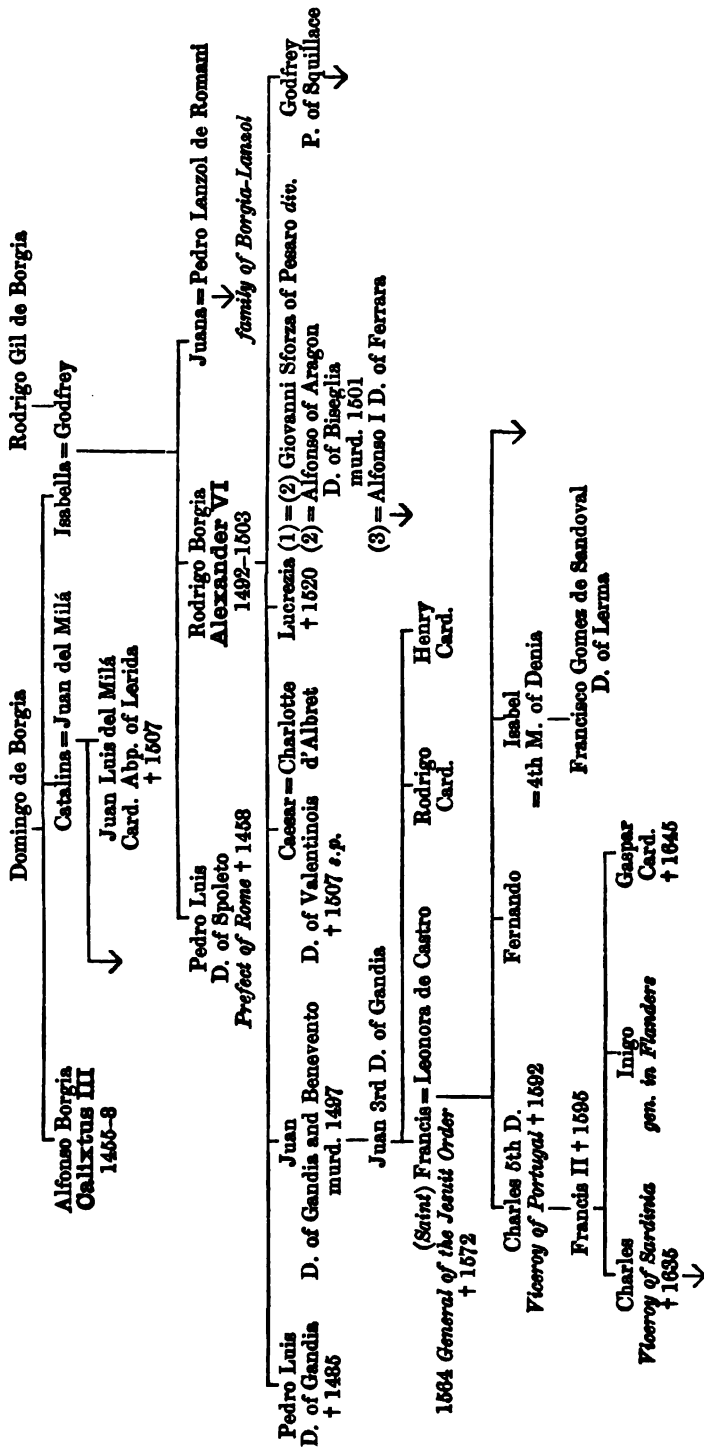 Domingo de Borgia
Rodrigo Gil de Borgia
Alfonso Borgia
Calixtus III
1455–8
Catalina = Juan del Milá
Isabella = Godfrey
Juan Luis del Milá
Card. Abp. of Lerida
† 1507
Pedro Luis
D. of Spoleto
Prefect of Rome † 1458
Rodrigo Borgia
Alexander VI
1492–1503
Juana = Pedro Lanzol de Romani
family of Borgia-Lanzol
Pedro Luis
D. of Gandia
† 1485
Juan
D. of Gandia and Benevento
murd. 1497
Caesar = Charlotte
D. of Valentinois d'Albret
† 1507 s.p.
Lucrezia (1) = (2) Giovanni Sforza of Pesaro div.
† 1520 (2) = Alfonso of Aragon
D. of Biseglia
murd. 1501
(3) = Alfonso I D. of Ferrara
Godfrey
P. of Squillace
Juan 3rd D. of Gandia
(Saint) Francis = Leonora de Castro
1564 General of the Jesuit Order
† 1572
Rodrigo
Card.
Henry
Card.
Charles 5th D.
Viceroy of Portugal † 1592
Fernando
Isabel
= 4th M. of Denia
Francis II † 1595
Francisco Gomez de Sandoval
D. of Lerma
Charles
Viceroy of Sardinia
† 1635
Inigo
gen. in Flanders
Gaspar
Card.
† 1645